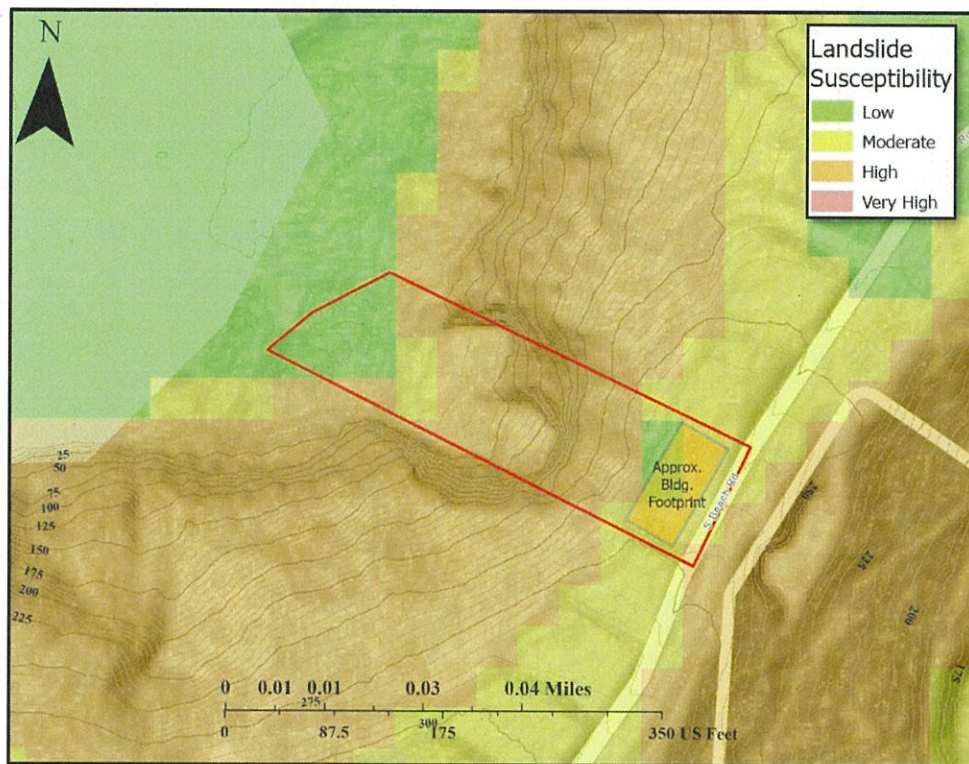 N
Landslide
Susceptibility
Low
Moderate
High
Very High
Approx.
Bldg.
Footprint
S Beach Rd
25
50
75
100
125
150
175
200
225
225
200
175
0 0.01 0.01 0.03 0.04 Miles
275
300
0 87.5 175 350 US Feet